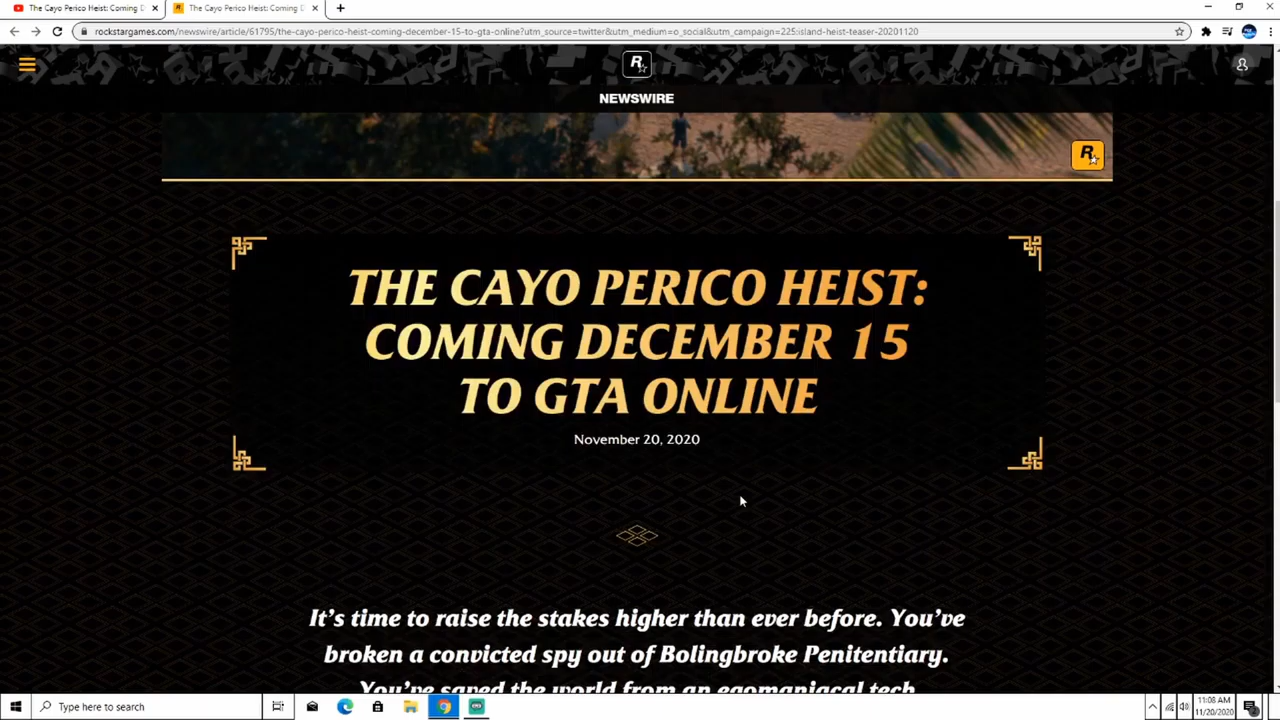 The Cayo Perico Heist: Coming D
The Cayo Perico Heist: Coming D
rockstargames.com/newswire/article/61795/the-cayo-perico-heist-coming-december-15-to-gta-online?utm_source=twitter&utm_medium=o_social&utm_campaign=225:island-heist-teaser-20201120
R
NEWSWIRE
R
THE CAYO PERICO HEIST:
COMING DECEMBER 15
TO GTA ONLINE
November 20, 2020
It's time to raise the stakes higher than ever before. You've
broken a convicted spy out of Bolingbroke Penitentiary.
You've saved the world from an egomaniacal tech
Type here to search
11:08 AM
11/20/2020